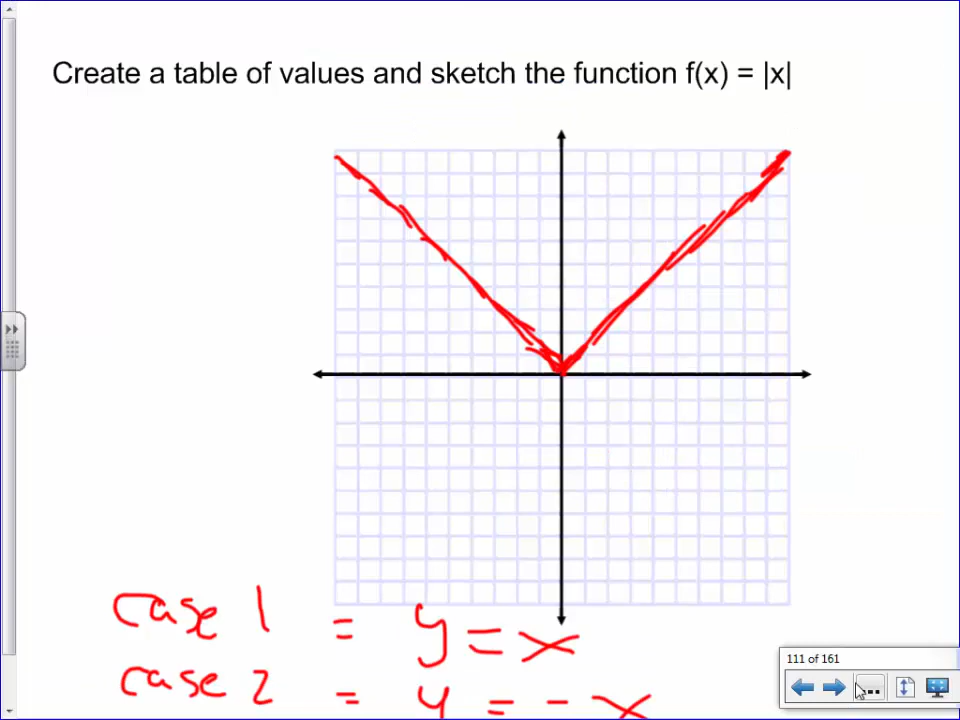 Create a table of values and sketch the function f(x) = |x|
case 1 = y = x
case 2 = y = - x
111 of 161